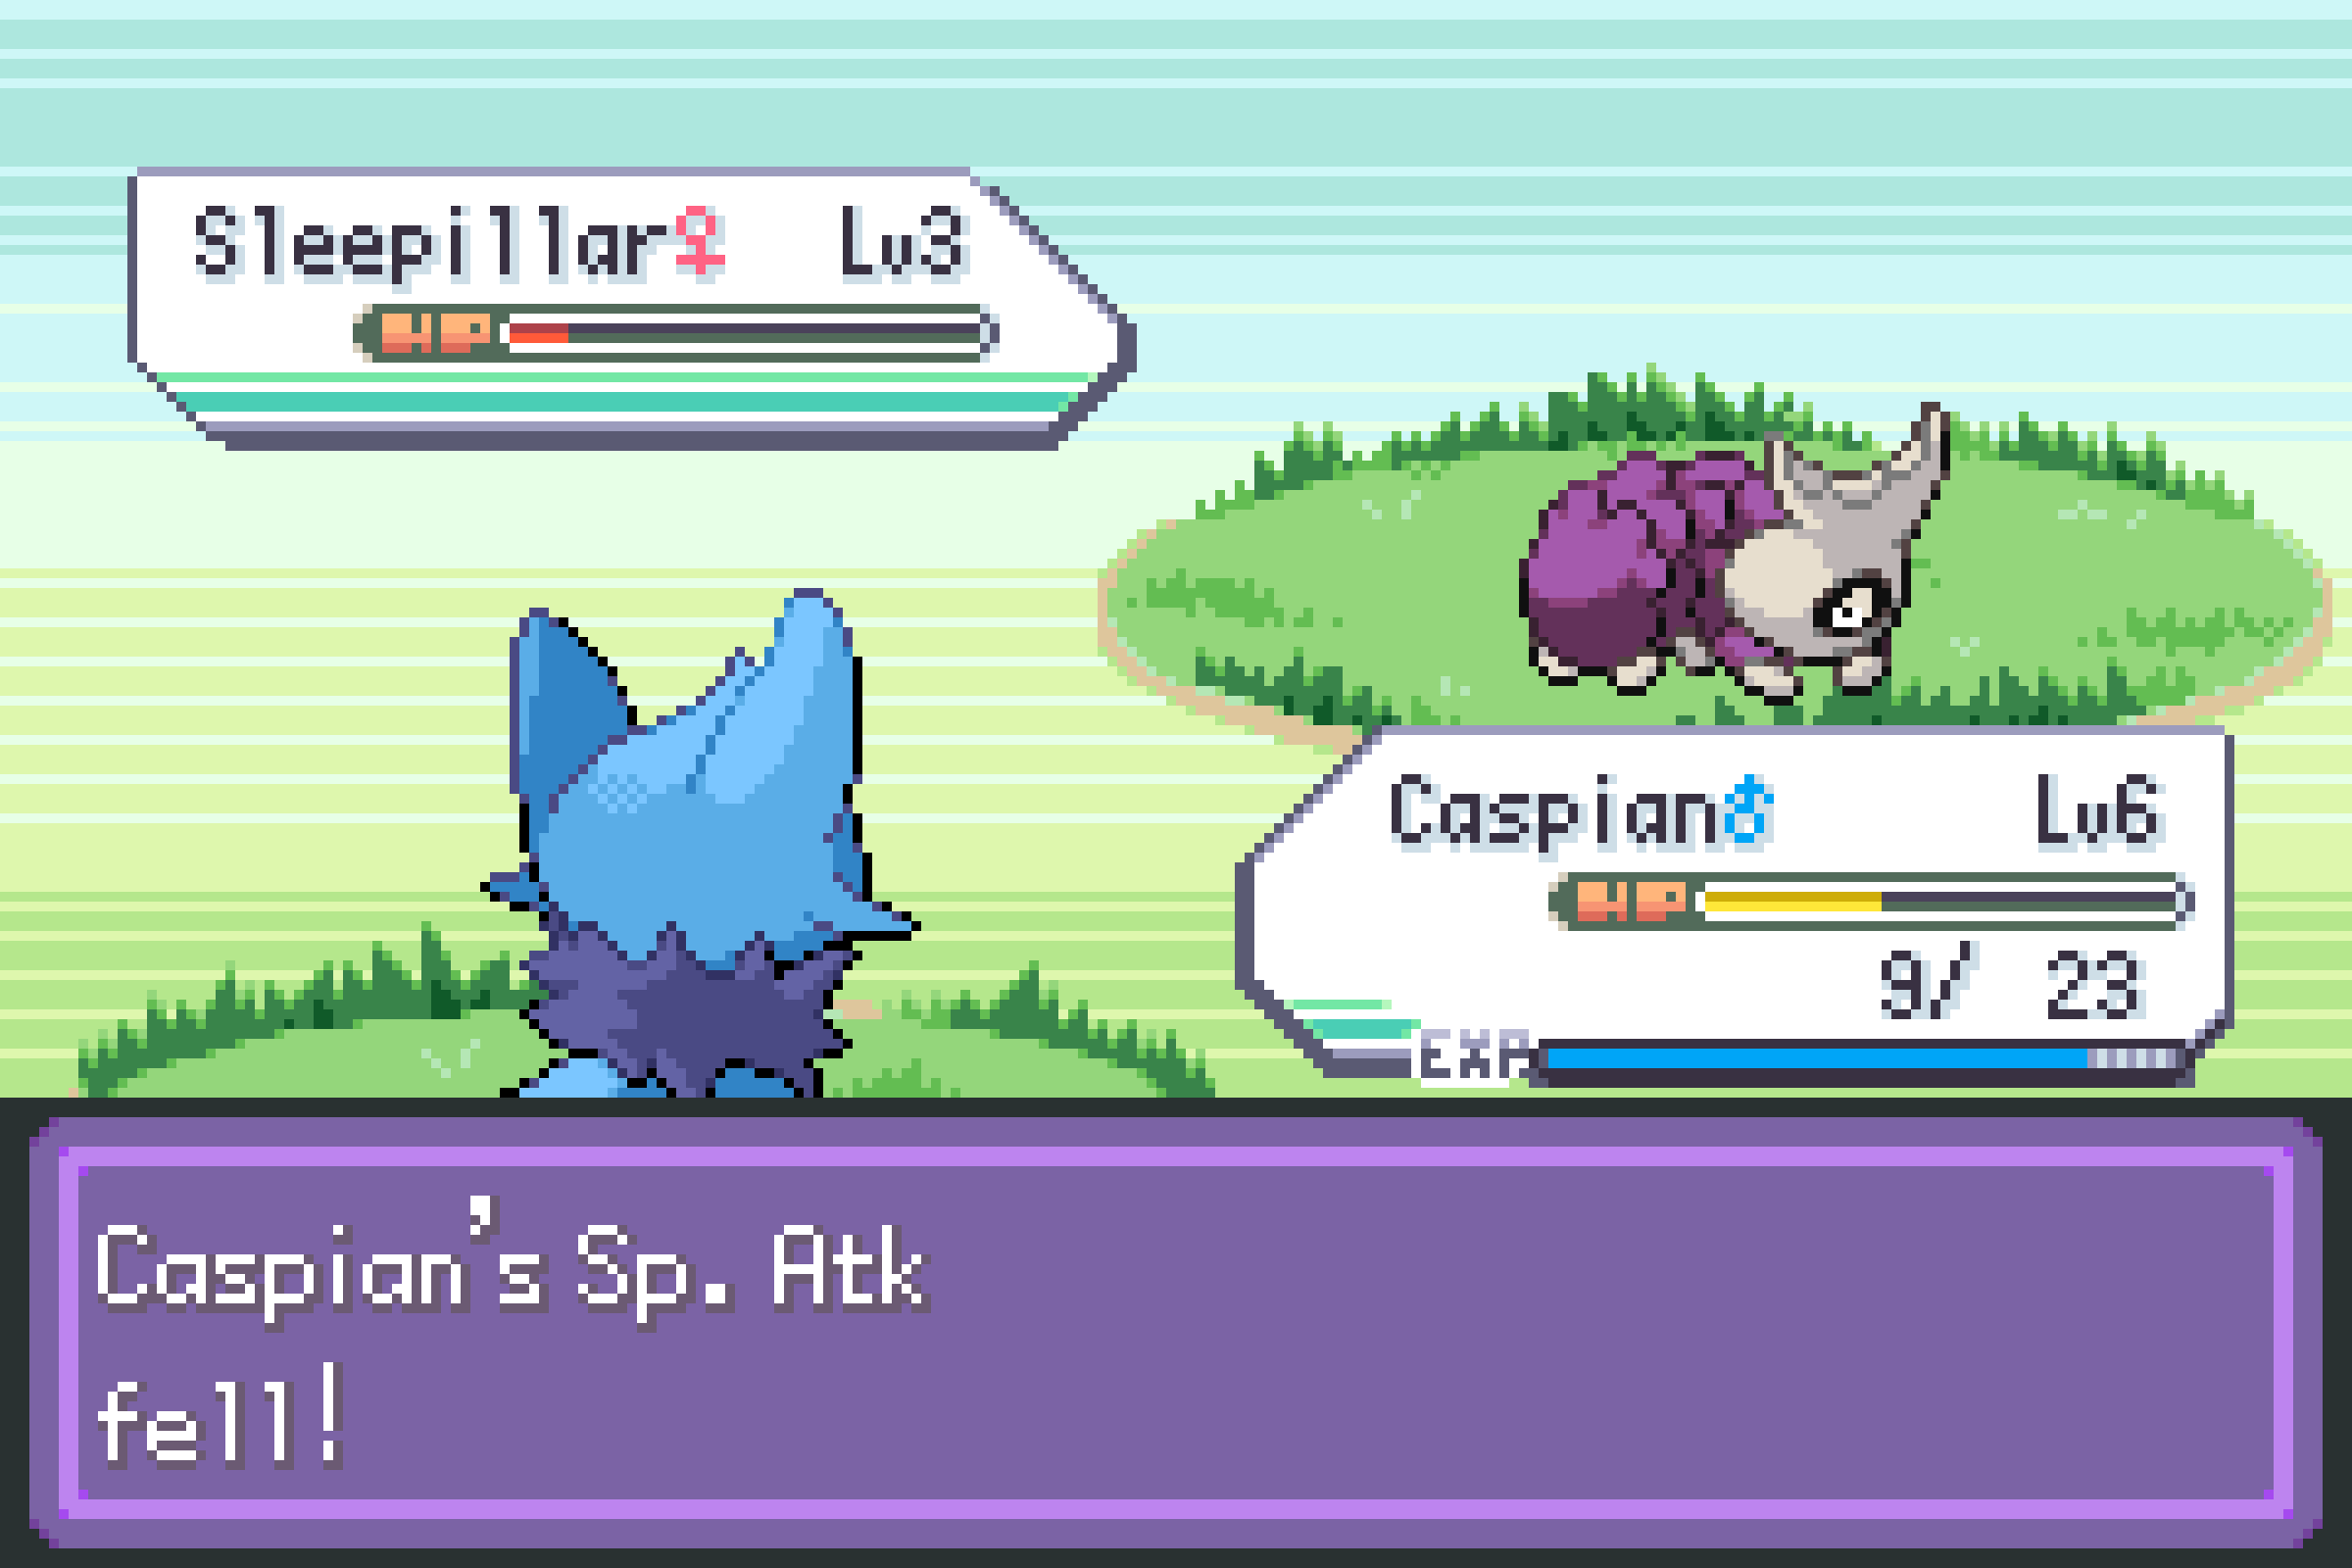 Sleepillar♀ Lv3
HP
Caspian♂ Lv6
HP
9/ 23
EXP
Caspian's Sp. Atk
fell!